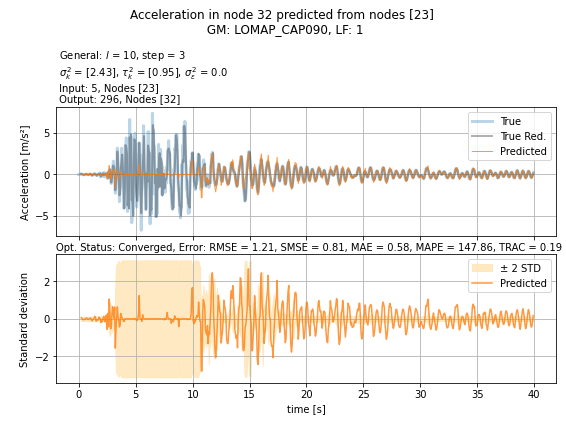 Acceleration in node 32 predicted from nodes [23]
GM: LOMAP_CAP090, LF: 1
General: l = 10, step = 3
σ_k² = [2.43], τ_k² = [0.95], σ_ε² = 0.0
Input: 5, Nodes [23]
Output: 296, Nodes [32]
Acceleration [m/s²]
5
0
−5
True
True Red.
Predicted
Opt. Status: Converged, Error: RMSE = 1.21, SMSE = 0.81, MAE = 0.58, MAPE = 147.86, TRAC = 0.19
Standard deviation
2
0
−2
± 2 STD
Predicted
0 5 10 15 20 25 30 35 40
time [s]